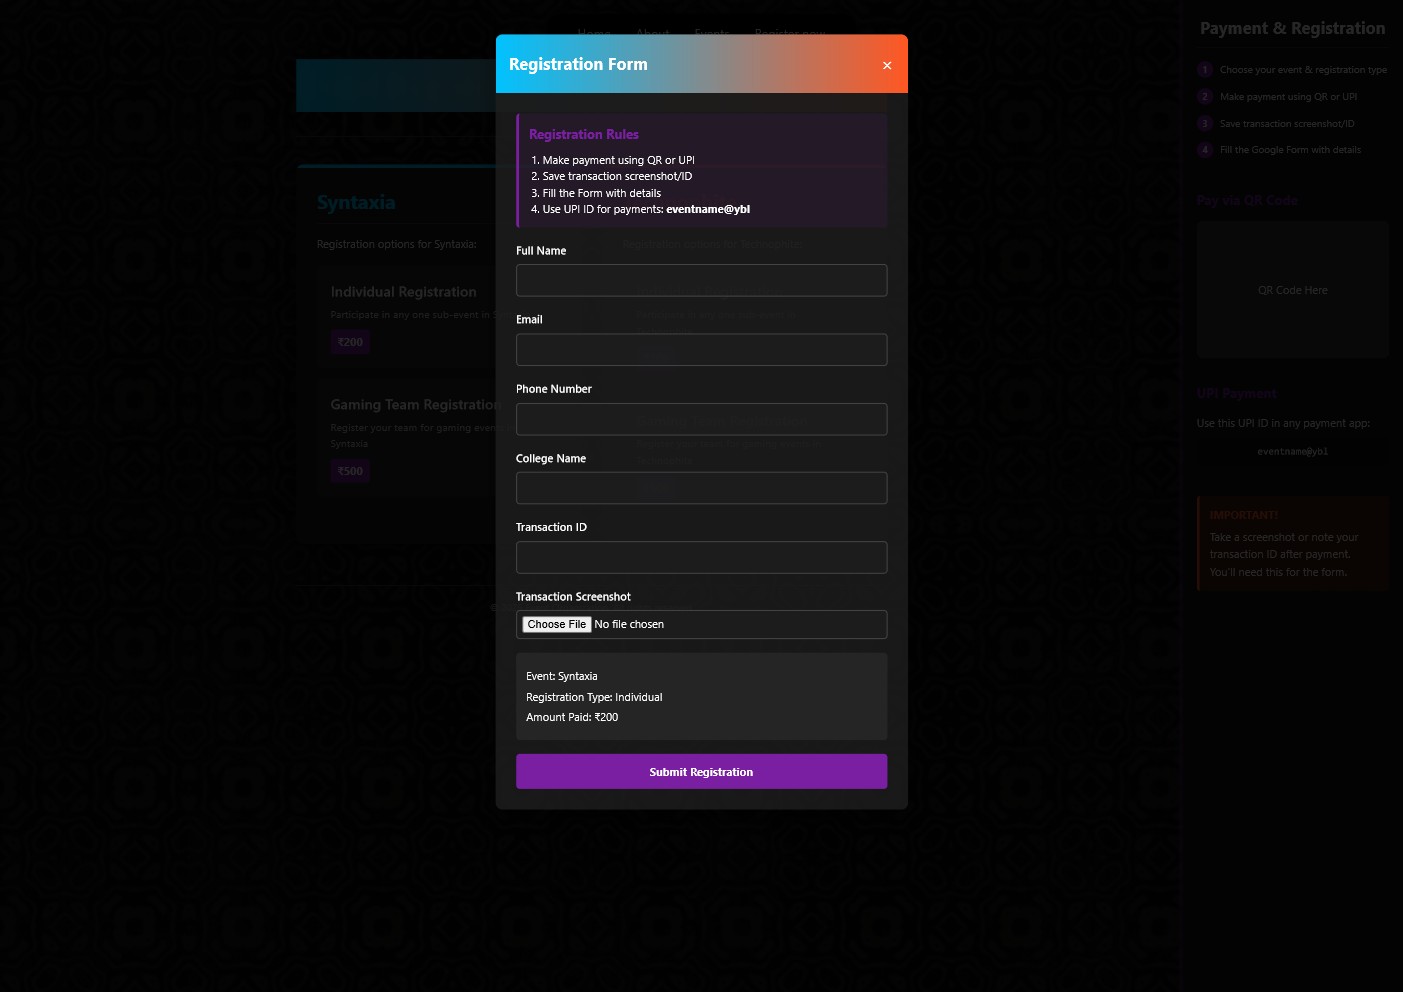 Home About Events Register now
Registration Form
×
Registration Rules
1. Make payment using QR or UPI
2. Save transaction screenshot/ID
3. Fill the Form with details
4. Use UPI ID for payments: eventname@ybl
Full Name
Email
Phone Number
College Name
Transaction ID
Transaction Screenshot
Choose File No file chosen
Event: Syntaxia
Registration Type: Individual
Amount Paid: ₹200
Submit Registration
Syntaxia
Registration options for Syntaxia:
Individual Registration
Participate in any one sub-event in
₹200
Gaming Team Registration
Register your team for gaming
Syntaxia
₹500
Payment & Registration
1 Choose your event & registration type
2 Make payment using QR or UPI
3 Save transaction screenshot/ID
4 Fill the Google Form with details
Pay via QR Code
QR Code Here
UPI Payment
Use this UPI ID in any payment app:
eventname@ybl
IMPORTANT!
Take a screenshot or note your
transaction ID after payment.
You'll need this for the form.